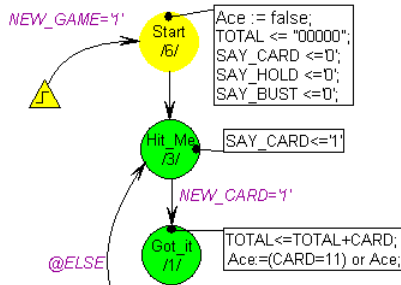 NEW_GAME='1'
Start
/6/
Ace := false;
TOTAL <= "00000";
SAY_CARD <='0';
SAY_HOLD <='0';
SAY_BUST <='0';
Hit_Me
/3/
SAY_CARD<='1'
NEW_CARD='1'
Got_it
/1/
TOTAL<=TOTAL+CARD;
Ace:=(CARD=11) or Ace;
@ELSE